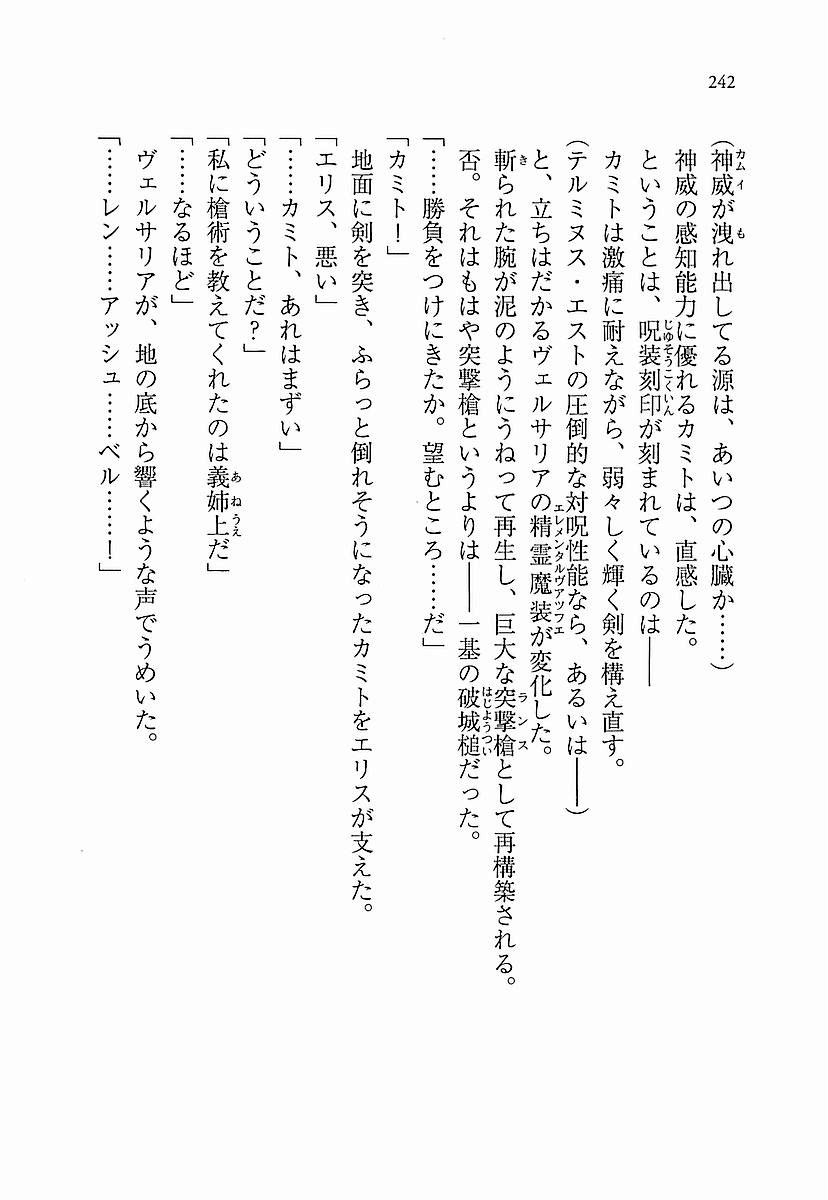 242
(神威が洩れ出してる源は、あいつの心臓か……)
神威の感知能力に優れるカミトは、直感した。
ということは、呪装刻印が刻まれているのは――
カミトは激痛に耐えながら、弱々しく輝く剣を構え直す。
(テルミヌス・エストの圧倒的な対呪性能なら、あるいは――)
と、立ちはだかるヴェルサリアの精霊魔装が変化した。
斬られた腕が泥のようにうねって再生し、巨大な突撃槍として再構築される。
否。それはもはや突撃槍というよりは――一基の破城槌だった。
「……勝負をつけにきたか。望むところ……だ」
「カミト！」
地面に剣を突き、ふらっと倒れそうになったカミトをエリスが支えた。
「エリス、悪い」
「……カミト、あれはまずい」
「どういうことだ？」
「私に槍術を教えてくれたのは義姉上だ」
「……なるほど」
ヴェルサリアが、地の底から響くような声でうめいた。
「……レン……アッシュ……ベル……！」